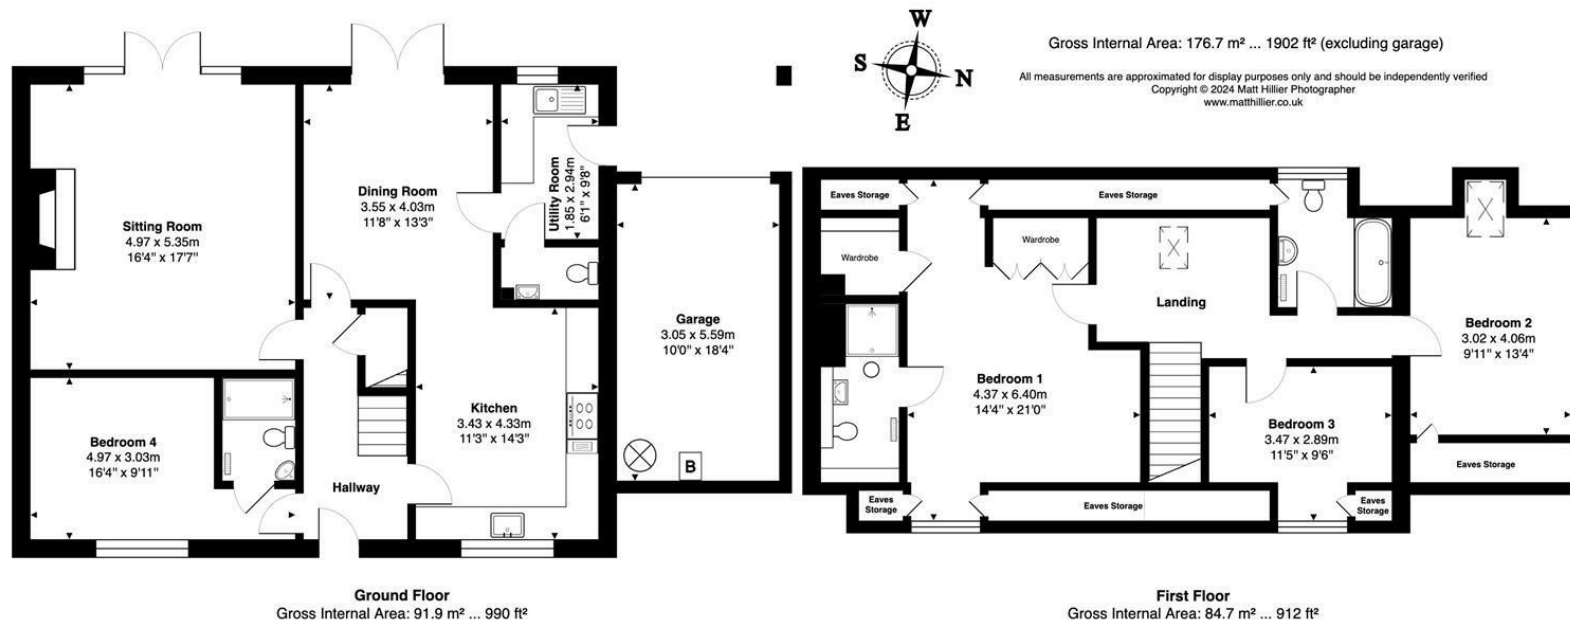 W
S
N
E
Gross Internal Area: 176.7 m² ... 1902 ft² (excluding garage)
All measurements are approximated for display purposes only and should be independently verified
Copyright © 2024 Matt Hillier Photographer
www.matthillier.co.uk
Sitting Room
4.97 x 5.35m
16'4" x 17'7"
Dining Room
3.55 x 4.03m
11'8" x 13'3"
Utility Room
1.85 x 2.94m
6'1" x 9'8"
Garage
3.05 x 5.59m
10'0" x 18'4"
B
Kitchen
3.43 x 4.33m
11'3" x 14'3"
Bedroom 4
4.97 x 3.03m
16'4" x 9'11"
Hallway
Ground Floor
Gross Internal Area: 91.9 m² ... 990 ft²
Eaves Storage
Eaves Storage
Wardrobe
Wardrobe
Landing
Bedroom 1
4.37 x 6.40m
14'4" x 21'0"
Bedroom 2
3.02 x 4.06m
9'11" x 13'4"
Bedroom 3
3.47 x 2.89m
11'5" x 9'6"
Eaves Storage
Eaves
Storage
Eaves Storage
Eaves
Storage
First Floor
Gross Internal Area: 84.7 m² ... 912 ft²